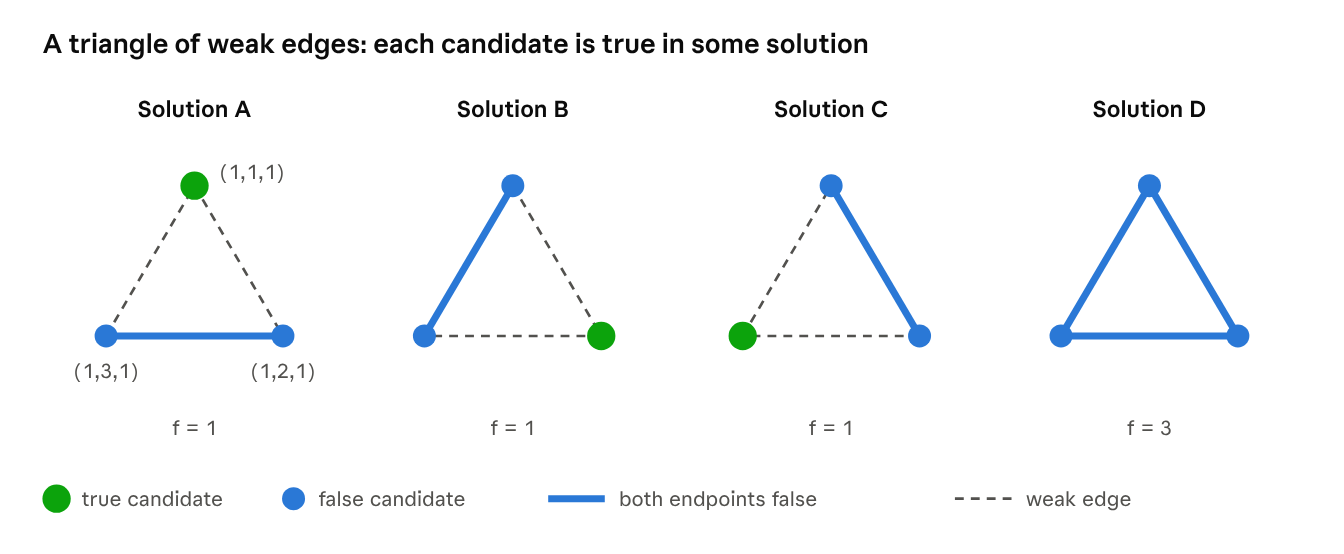 A triangle of weak edges: each candidate is true in some solution
Solution A
Solution B
Solution C
Solution D
(1,1,1)
(1,3,1)
(1,2,1)
f = 1
f = 1
f = 1
f = 3
true candidate
false candidate
both endpoints false
weak edge